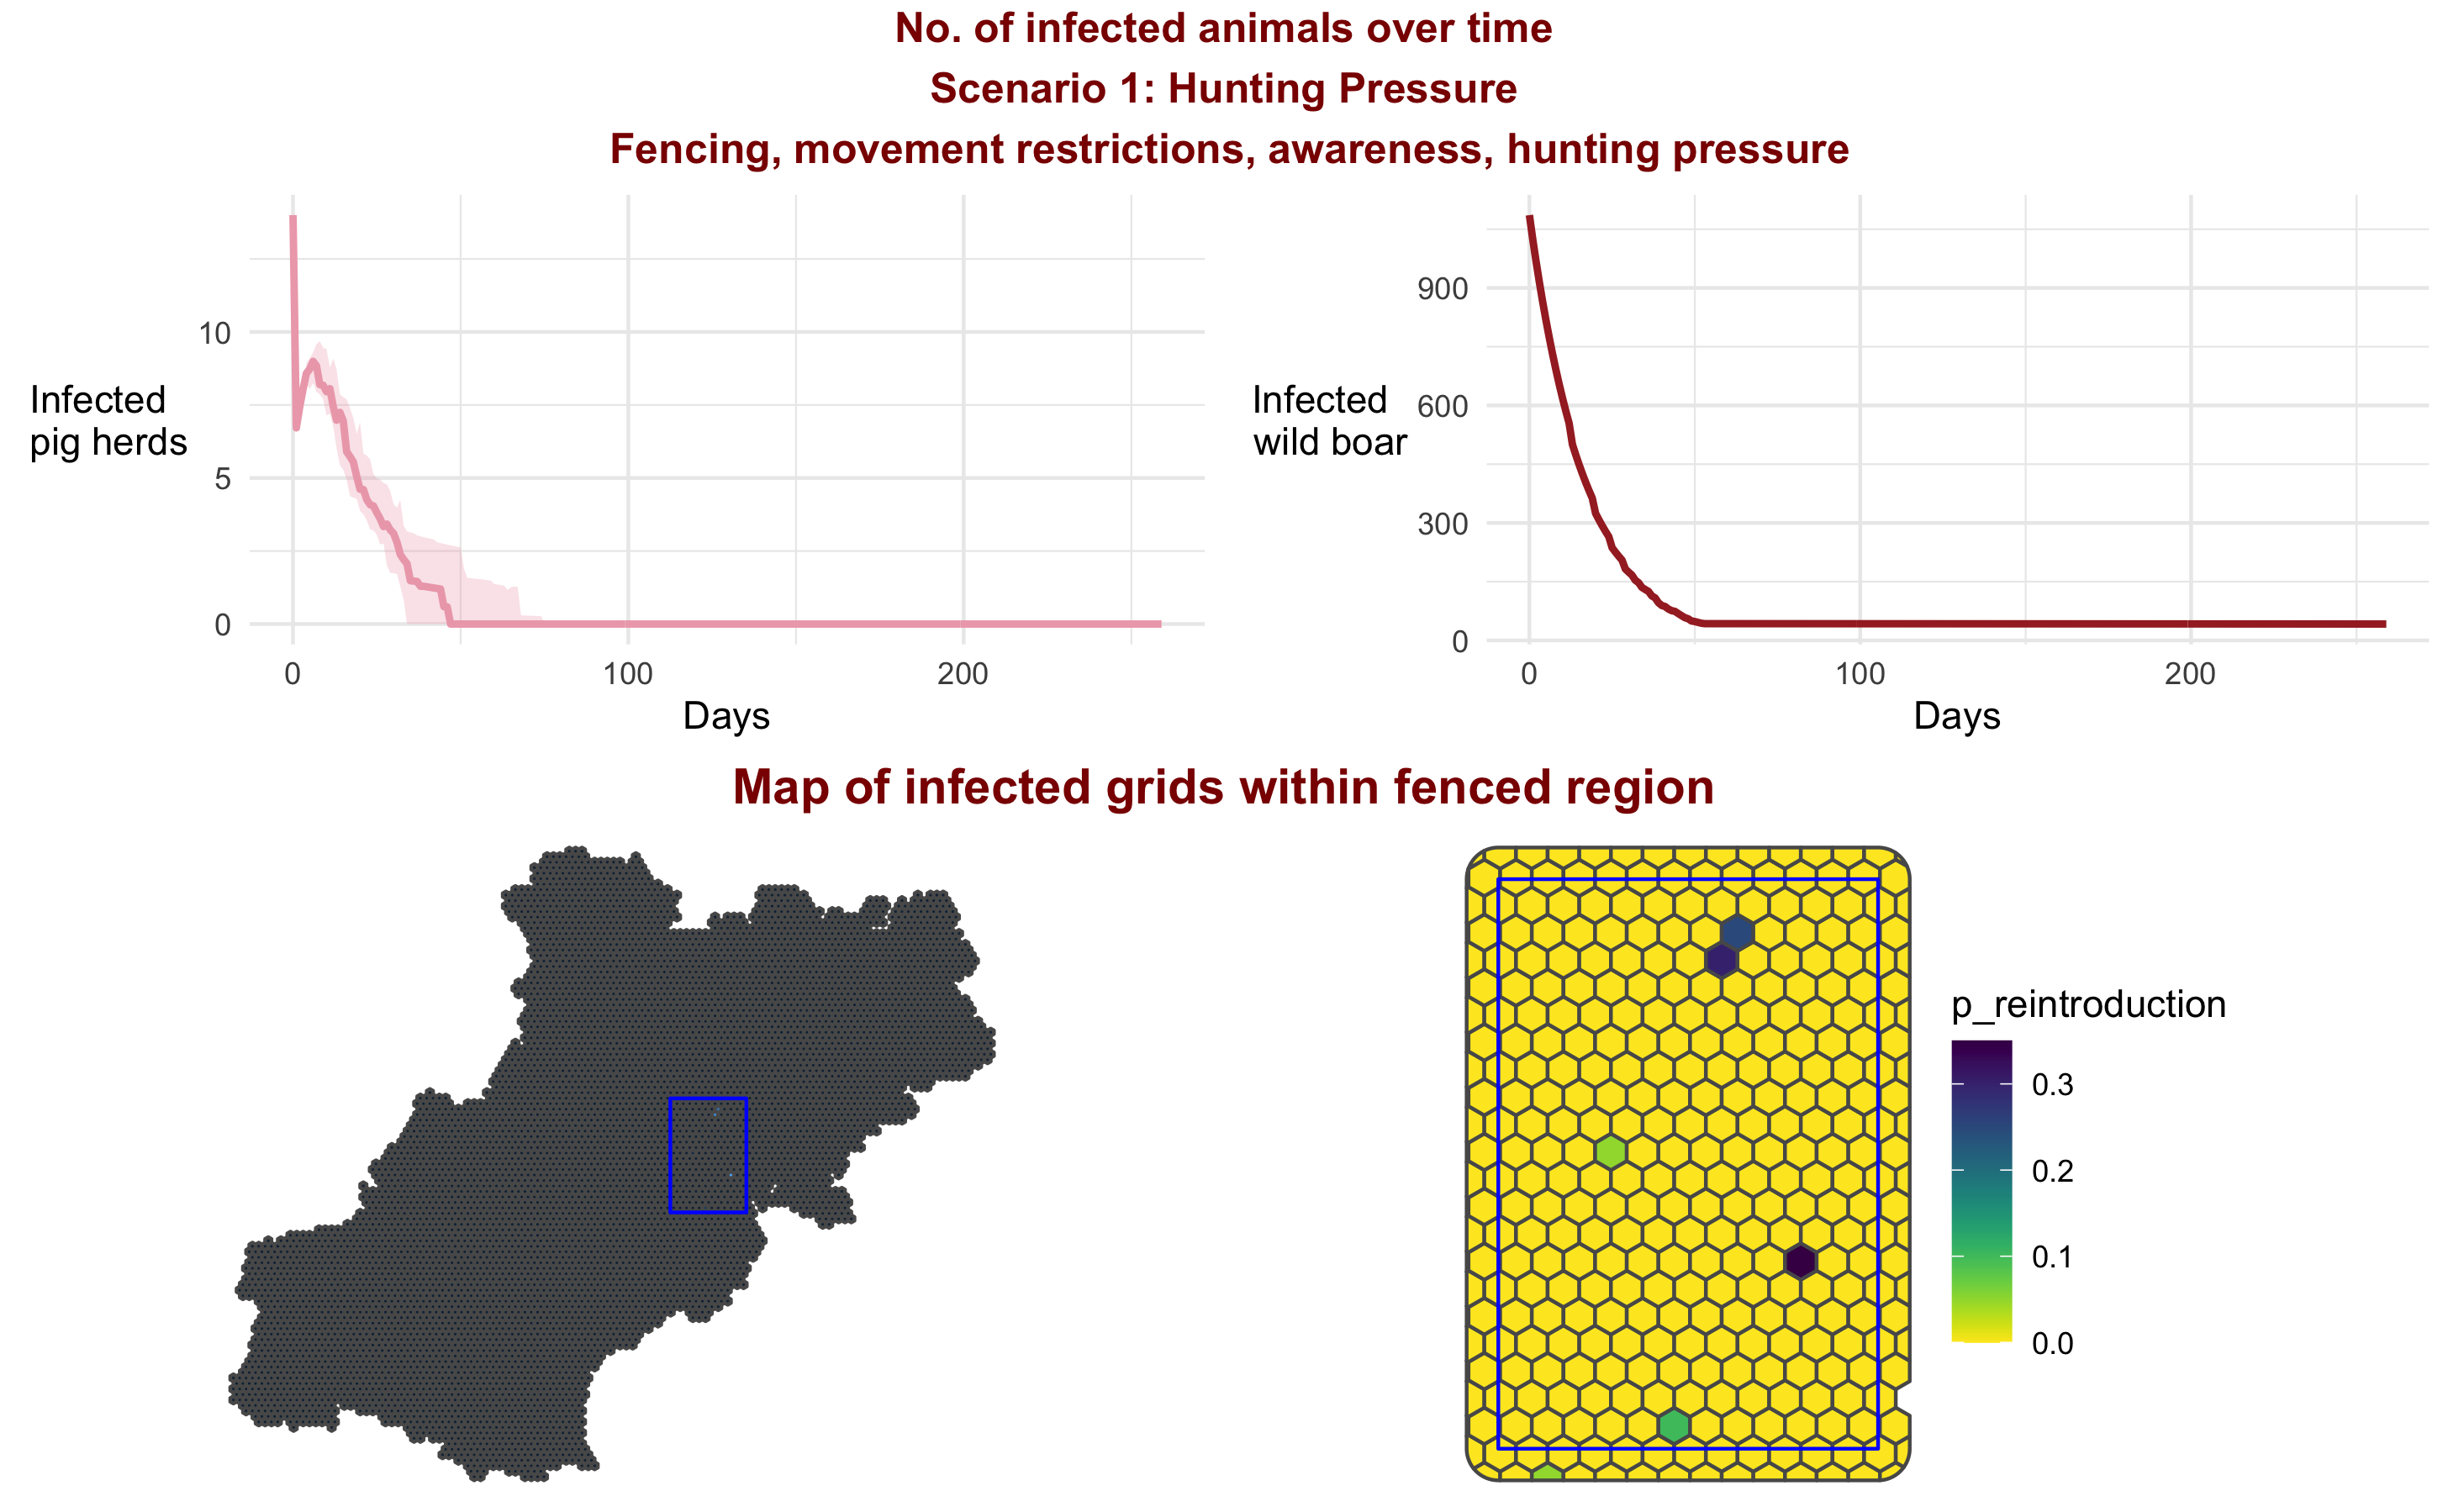 No. of infected animals over time
Scenario 1: Hunting Pressure
Fencing, movement restrictions, awareness, hunting pressure
Infected
pig herds
10
5
0
0
100
200
Days
Infected
wild boar
900
600
300
0
0
100
200
Days
Map of infected grids within fenced region
p_reintroduction
0.3
0.2
0.1
0.0